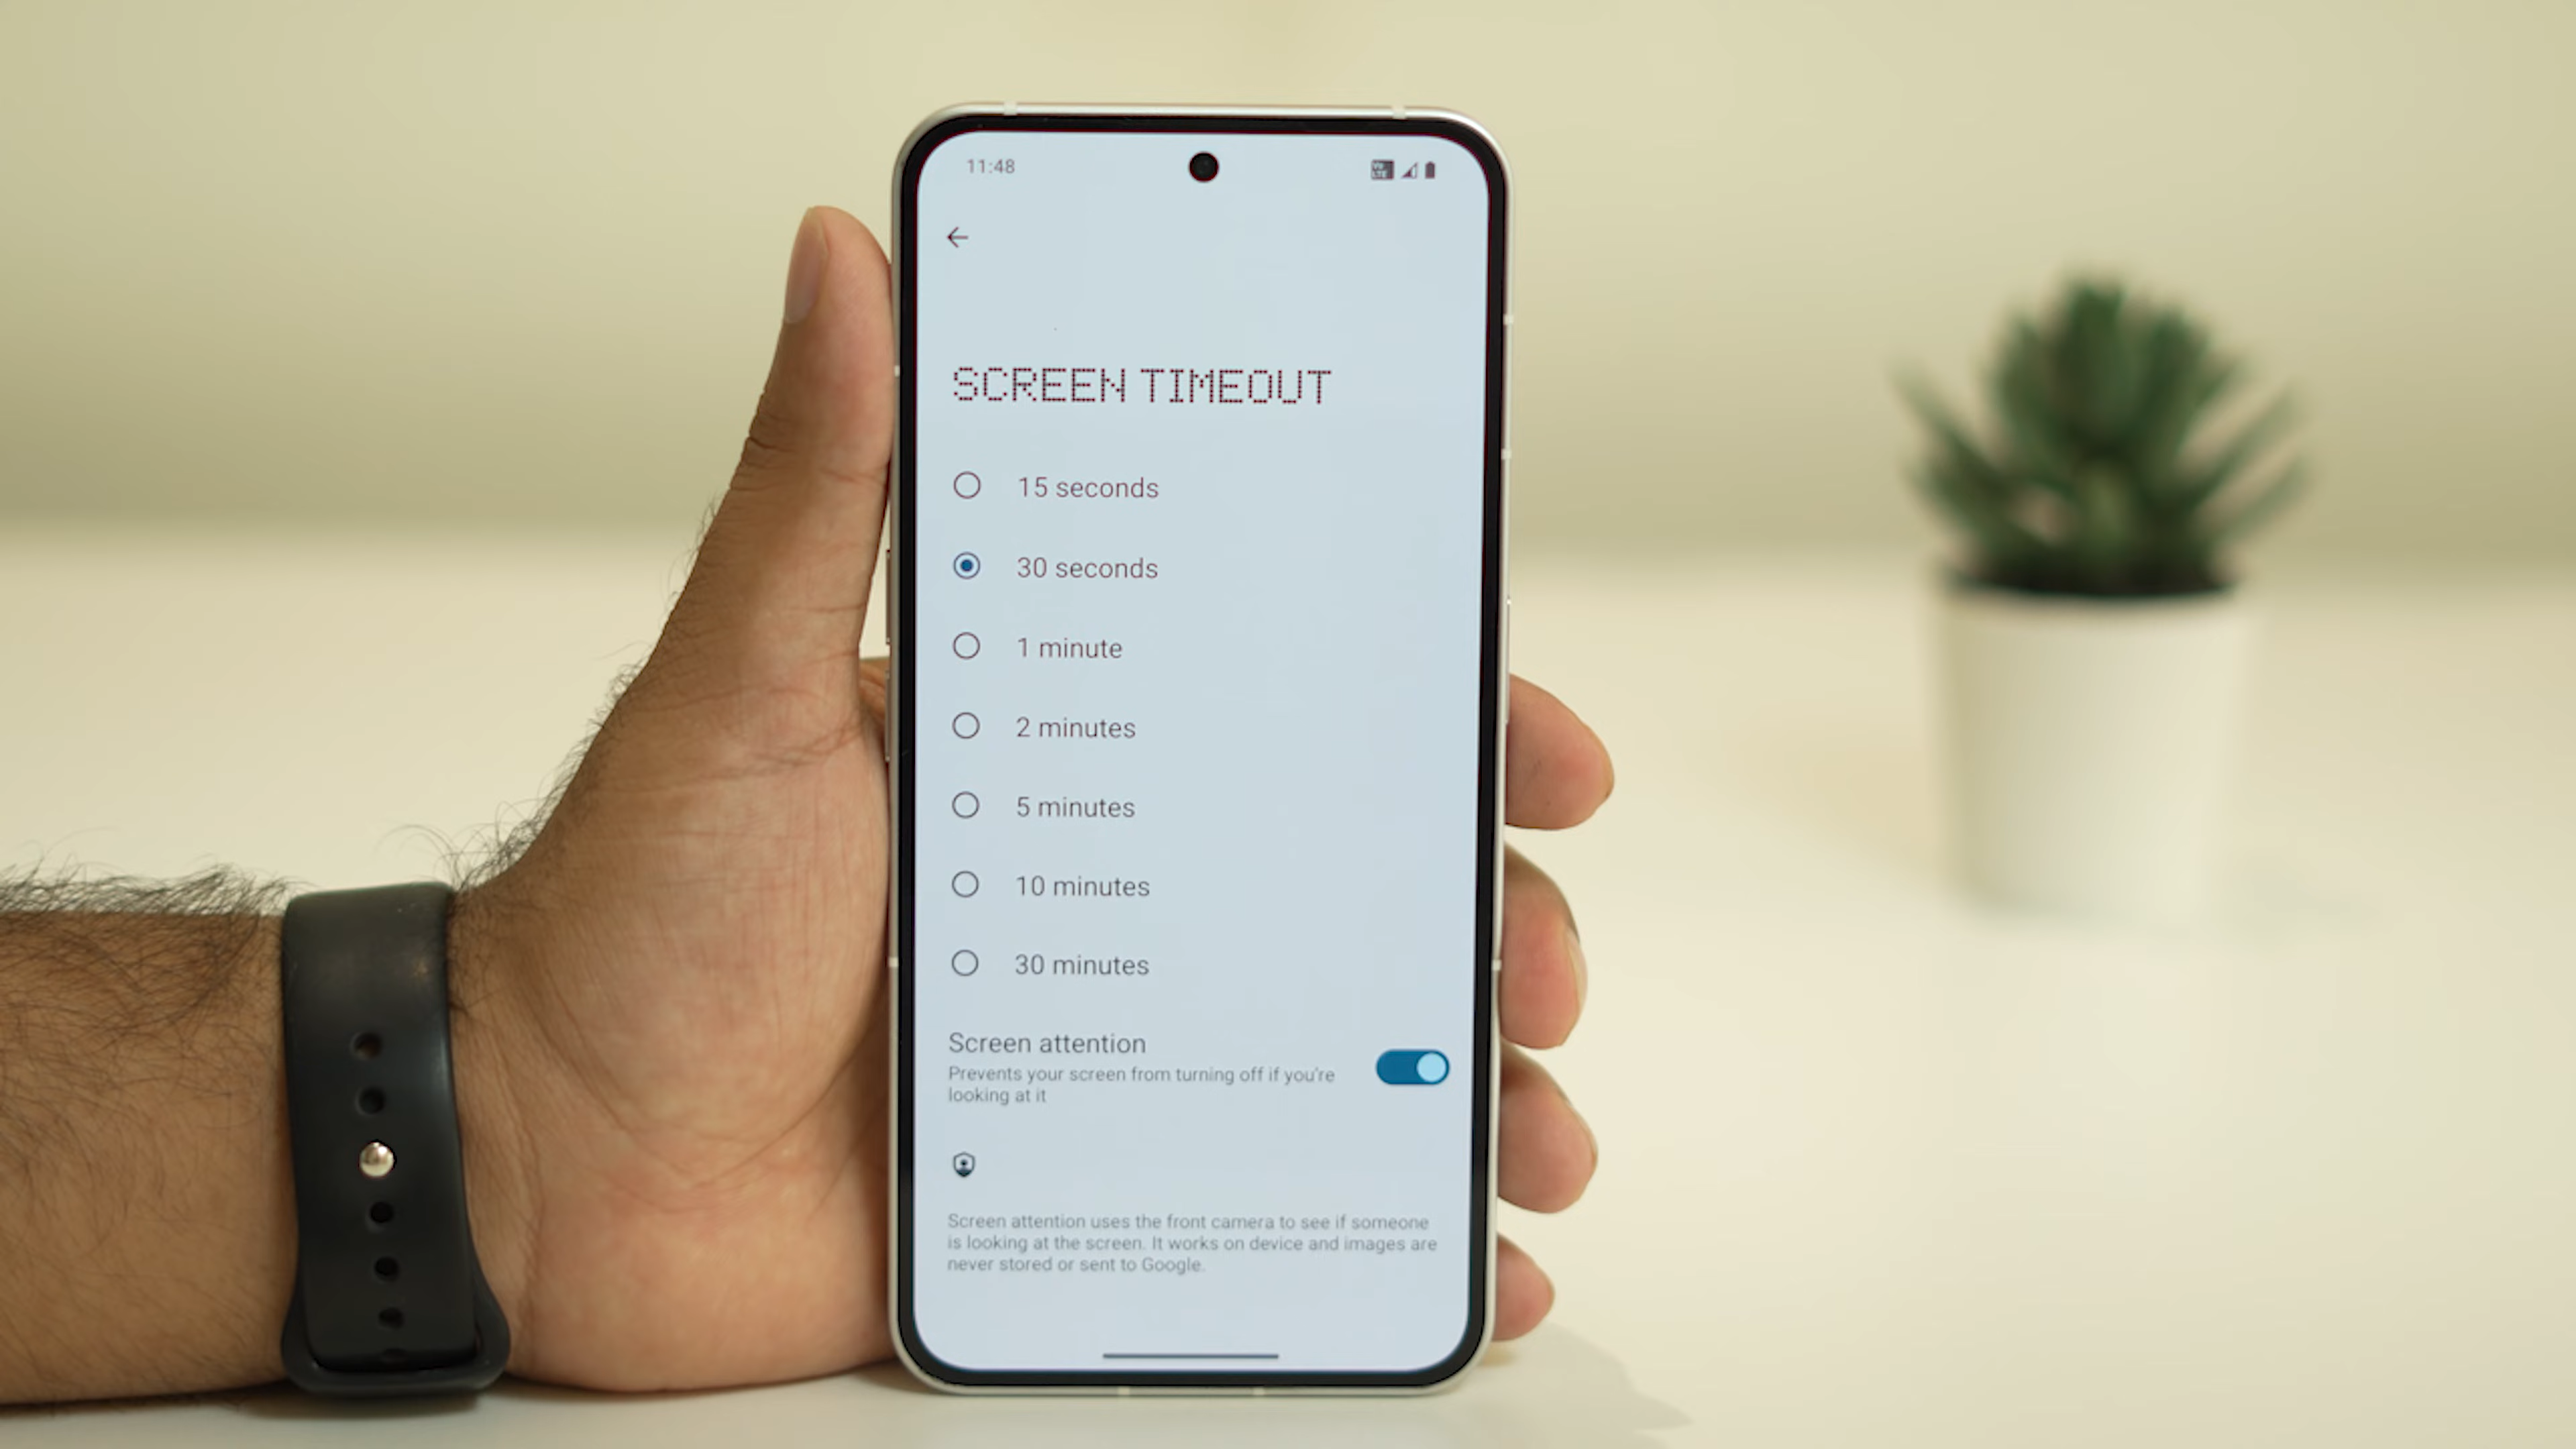 11:48
Vo
LTE
SCREEN TIMEOUT
15 seconds
30 seconds
1 minute
2 minutes
5 minutes
10 minutes
30 minutes
Screen attention
Prevents your screen from turning off if you're
looking at it
Screen attention uses the front camera to see if someone
is looking at the screen. It works on device and images are
never stored or sent to Google.